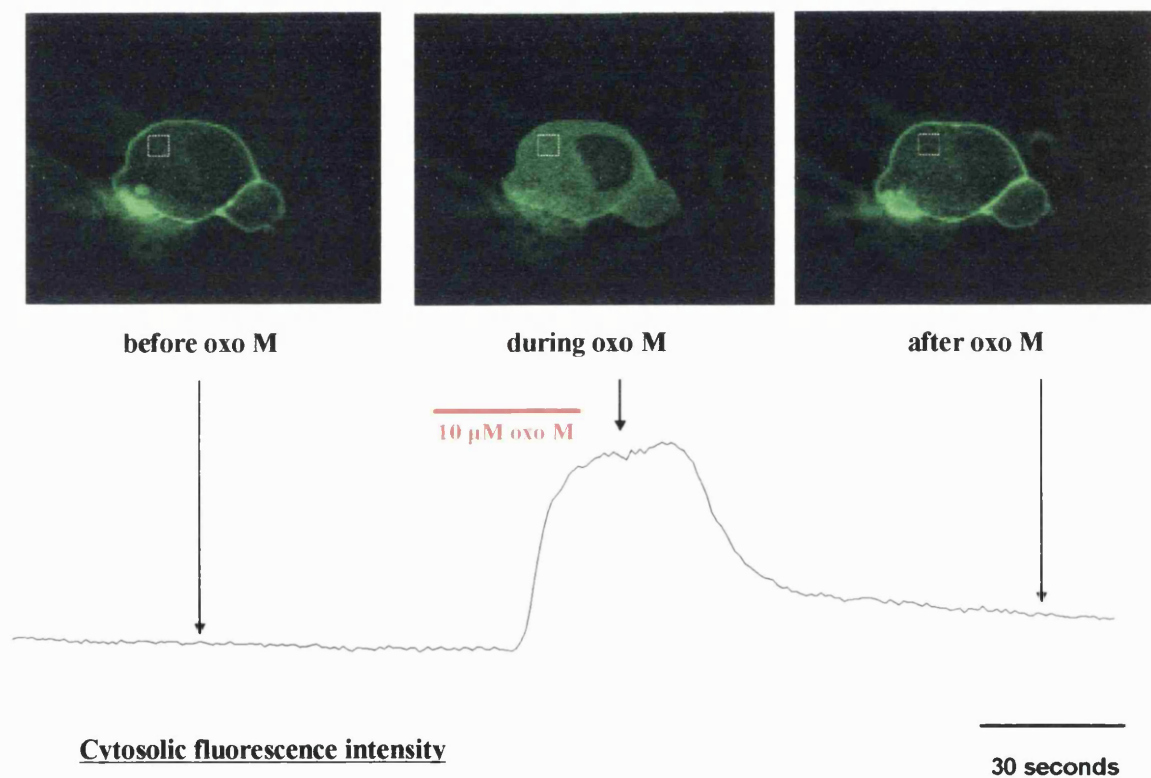 before oxo M
during oxo M
after oxo M
10 μM oxo M
Cytosolic fluorescence intensity
30 seconds